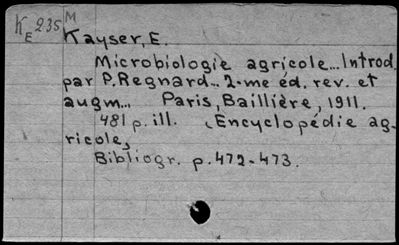 M
K 235
E
Kayser, E.
Microbiologie agricole... Introd.
par P. Regnard... 2-me éd. rev. et
augm... Paris, Baillière, 1911.
481 p. ill. (Encyclopédie ag-
ricole,
Bibliogr. p. 472-473.